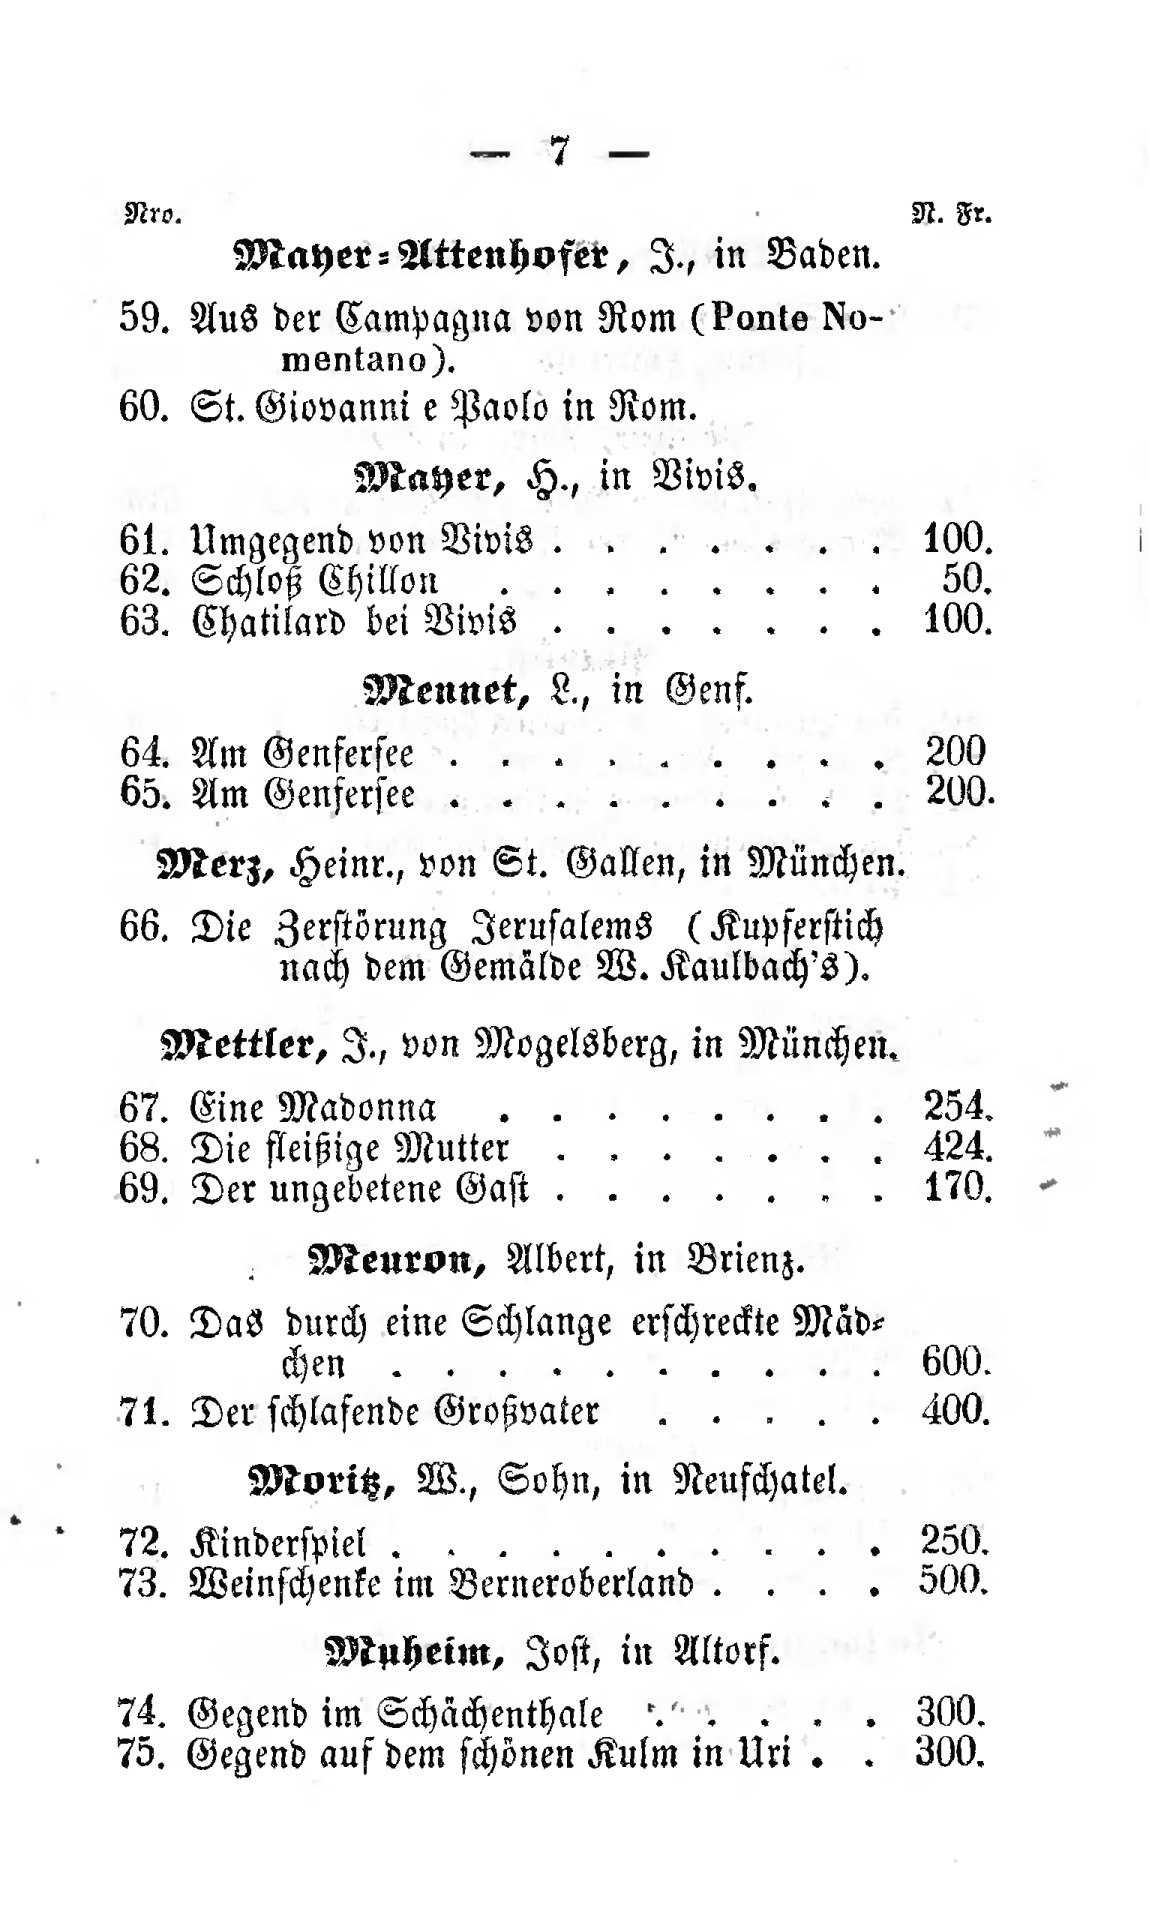 — 7 —
Nro. N. Fr.
Mayer-Attenhofer, J., in Baden.
59. Aus der Campagna von Rom (Ponte No-
mentano).
60. St. Giovanni e Paolo in Rom.
Mayer, H., in Vivis.
61. Umgegend von Vivis . . . . . . . 100.
62. Schloß Chillon . . . . . . . . 50.
63. Chatilard bei Vivis . . . . . . . 100.
Mennet, L., in Genf.
64. Am Genfersee . . . . . . . . . 200
65. Am Genfersee . . . . . . . . . 200.
Merz, Heinr., von St. Gallen, in München.
66. Die Zerstörung Jerusalems (Kupferstich
nach dem Gemälde W. Kaulbach's).
Mettler, J., von Mogelsberg, in München.
67. Eine Madonna . . . . . . . . 254.
68. Die fleißige Mutter . . . . . . . 424.
69. Der ungebetene Gast . . . . . . . 170.
Meuron, Albert, in Brienz.
70. Das durch eine Schlange erschreckte Mäd-
chen . . . . . . . . . . 600.
71. Der schlafende Großvater . . . . . 400.
Moritz, W., Sohn, in Neufchatel.
72. Kinderspiel . . . . . . . . . . 250.
73. Weinschenke im Berneroberland . . . . 500.
Muheim, Jost, in Altorf.
74. Gegend im Schächenthale . . . . . 300.
75. Gegend auf dem schönen Kulm in Uri . . 300.